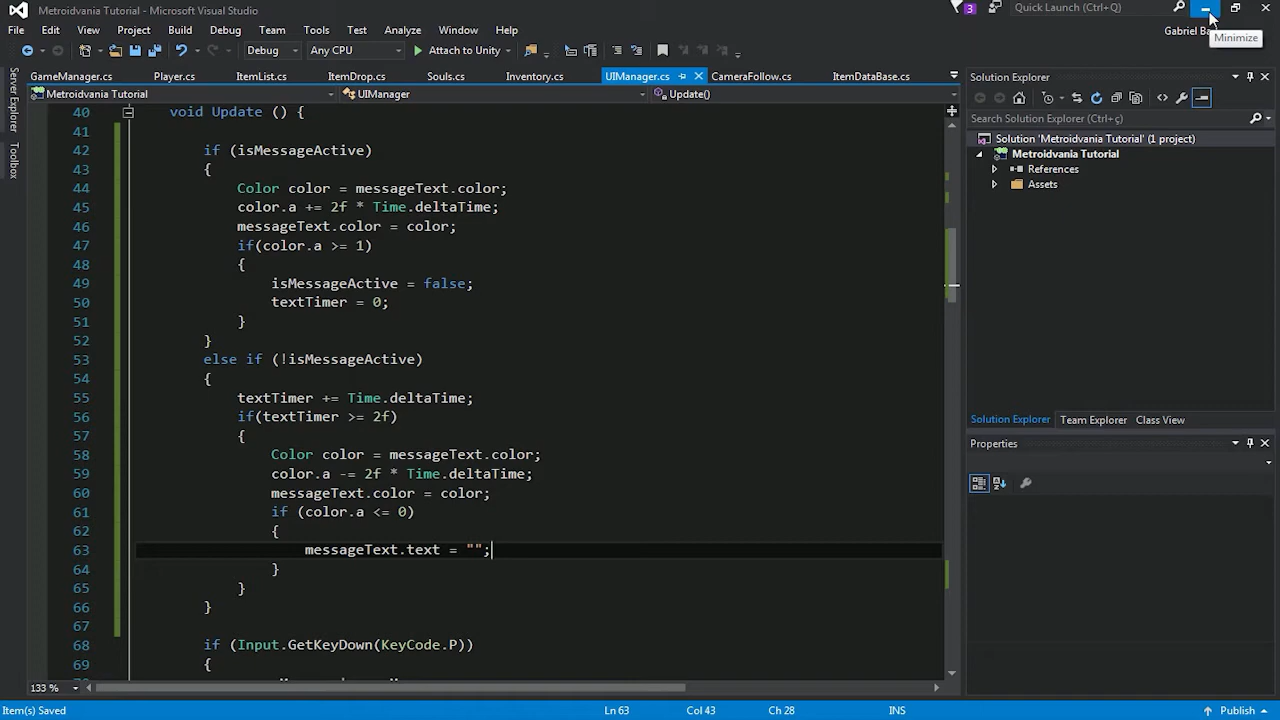 Metroidvania Tutorial - Microsoft Visual Studio
3
Quick Launch (Ctrl+Q)
File Edit View Project Build Debug Team Tools Test Analyze Window Help
Gabriel
Minimize
Debug Any CPU Attach to Unity
GameManager.cs Player.cs ItemList.cs ItemDrop.cs Souls.cs Inventory.cs UIManager.cs CameraFollow.cs ItemDataBase.cs
Metroidvania Tutorial UIManager Update()
Server Explorer
Toolbox
40 void Update () {
41
42 if (isMessageActive)
43 {
44 Color color = messageText.color;
45 color.a += 2f * Time.deltaTime;
46 messageText.color = color;
47 if(color.a >= 1)
48 {
49 isMessageActive = false;
50 textTimer = 0;
51 }
52 }
53 else if (!isMessageActive)
54 {
55 textTimer += Time.deltaTime;
56 if(textTimer >= 2f)
57 {
58 Color color = messageText.color;
59 color.a -= 2f * Time.deltaTime;
60 messageText.color = color;
61 if (color.a <= 0)
62 {
63 messageText.text = "";
64 }
65 }
66 }
67
68 if (Input.GetKeyDown(KeyCode.P))
69 {
133 %
Solution Explorer
Search Solution Explorer (Ctrl+ç)
Solution 'Metroidvania Tutorial' (1 project)
Metroidvania Tutorial
References
Assets
Solution Explorer Team Explorer Class View
Properties
Item(s) Saved Ln 63 Col 43 Ch 28 INS Publish